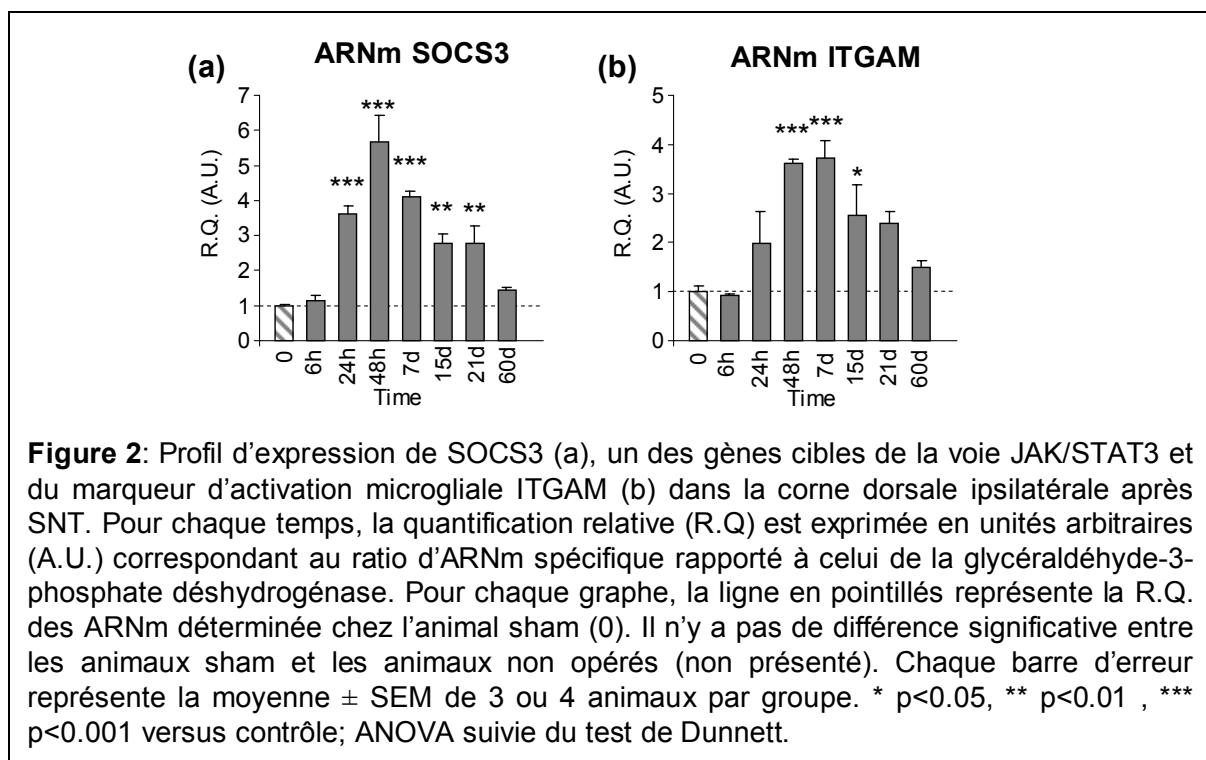 (a) ARNm SOCS3
R.Q. (A.U.)
7
6
5
4
3
2
1
0
***
***
***
**
**
0
6h
24h
48h
7d
15d
21d
60d
Time
(b) ARNm ITGAM
R.Q. (A.U.)
5
4
3
2
1
0
***
***
*
0
6h
24h
48h
7d
15d
21d
60d
Time
Figure 2: Profil d’expression de SOCS3 (a), un des gènes cibles de la voie JAK/STAT3 et
du marqueur d’activation microgliale ITGAM (b) dans la corne dorsale ipsilatérale après
SNT. Pour chaque temps, la quantification relative (R.Q) est exprimée en unités arbitraires
(A.U.) correspondant au ratio d’ARNm spécifique rapporté à celui de la glycéraldéhyde-3-
phosphate déshydrogénase. Pour chaque graphe, la ligne en pointillés représente la R.Q.
des ARNm déterminée chez l’animal sham (0). Il n’y a pas de différence significative entre
les animaux sham et les animaux non opérés (non présenté). Chaque barre d’erreur
représente la moyenne ± SEM de 3 ou 4 animaux par groupe. * p<0.05, ** p<0.01 , ***
p<0.001 versus contrôle; ANOVA suivie du test de Dunnett.